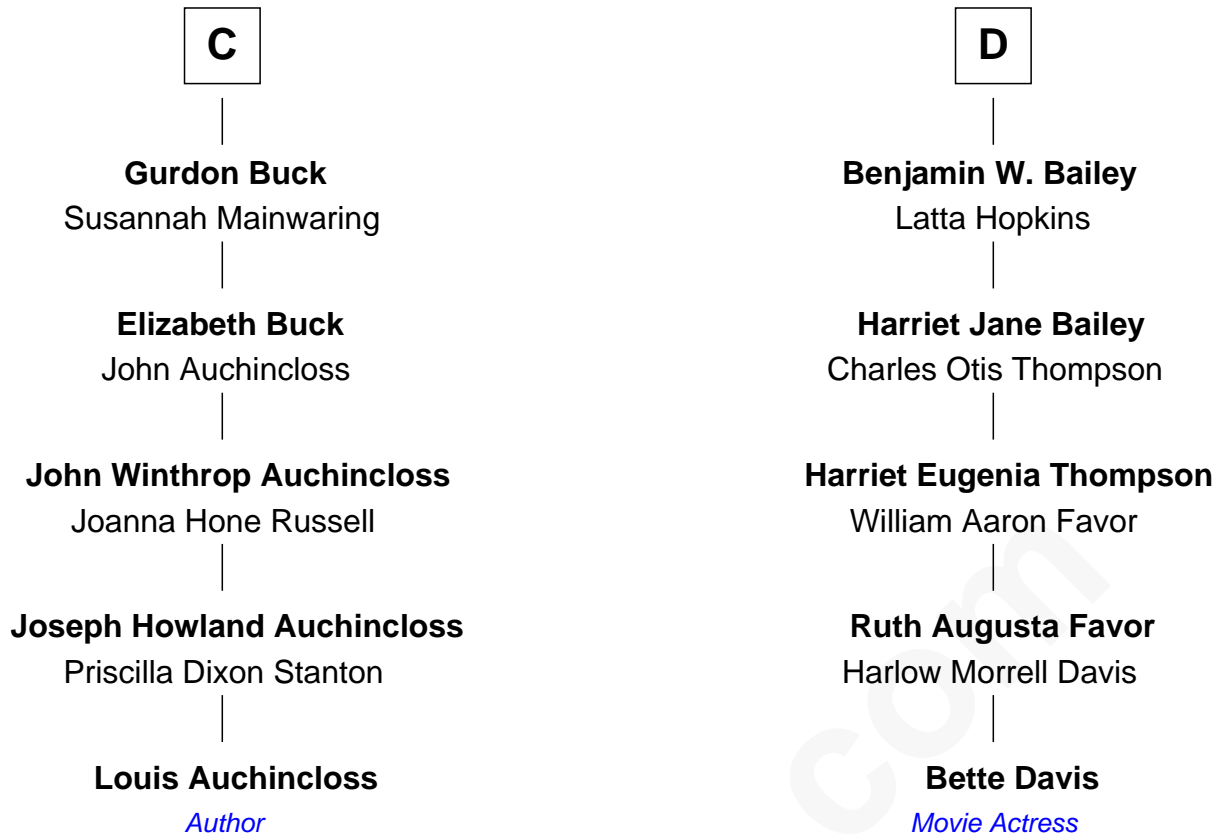 C
Gurdon Buck
Susannah Mainwaring
Elizabeth Buck
John Auchincloss
John Winthrop Auchincloss
Joanna Hone Russell
Joseph Howland Auchincloss
Priscilla Dixon Stanton
Louis Auchincloss
Author
D
Benjamin W. Bailey
Latta Hopkins
Harriet Jane Bailey
Charles Otis Thompson
Harriet Eugenia Thompson
William Aaron Favor
Ruth Augusta Favor
Harlow Morrell Davis
Bette Davis
Movie Actress
com